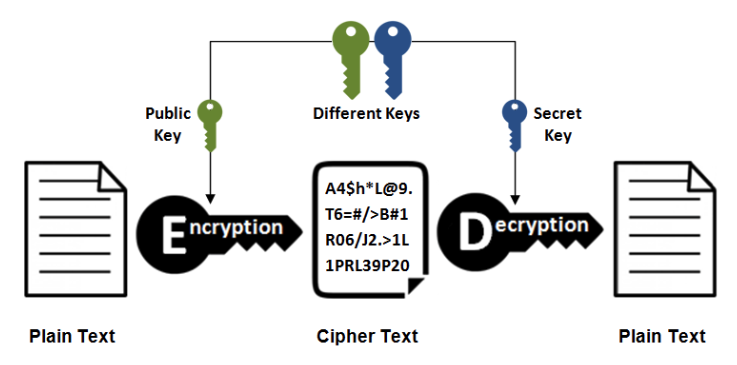 Different Keys
Public
Key
Secret
Key
Encryption
A4$h*L@9.
T6=#/>B#1
R06/J2.>1L
1PRL39P20
Decryption
Plain Text
Cipher Text
Plain Text